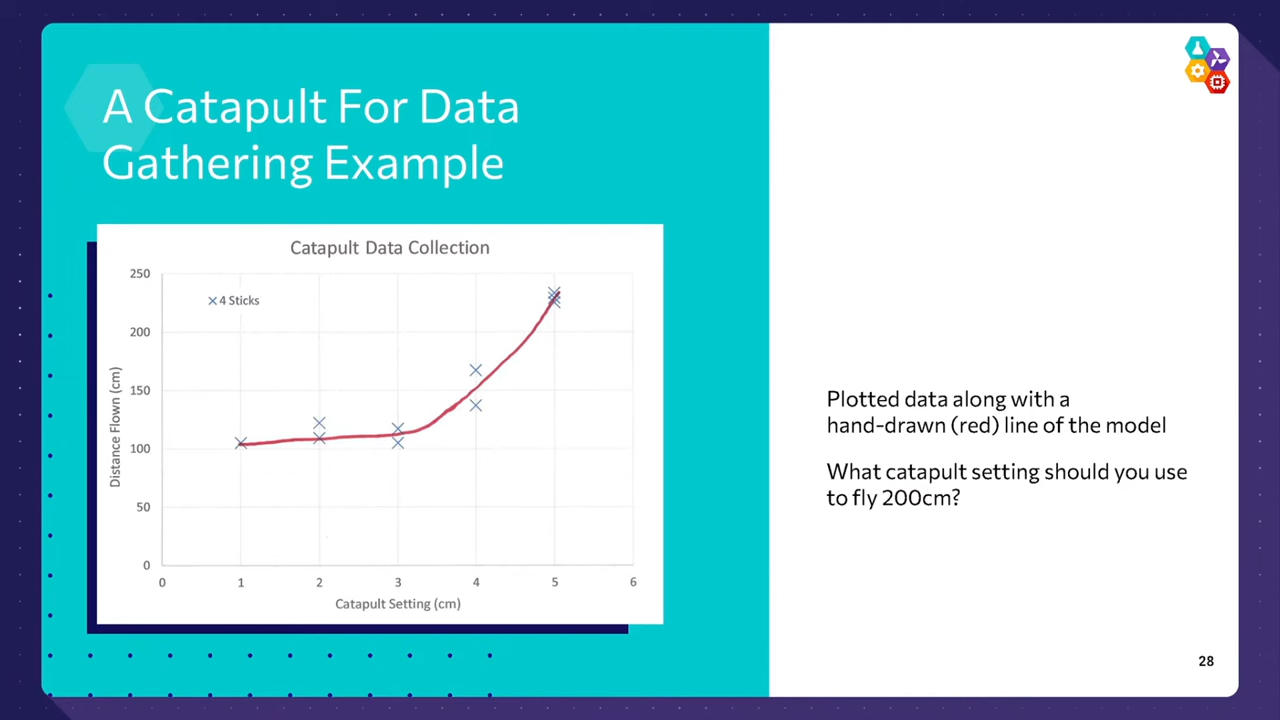 A Catapult For Data
Gathering Example
Catapult Data Collection
4 Sticks
Distance Flown (cm)
250
200
150
100
50
0
0 1 2 3 4 5 6
Catapult Setting (cm)
Plotted data along with a
hand-drawn (red) line of the model
What catapult setting should you use
to fly 200cm?
28